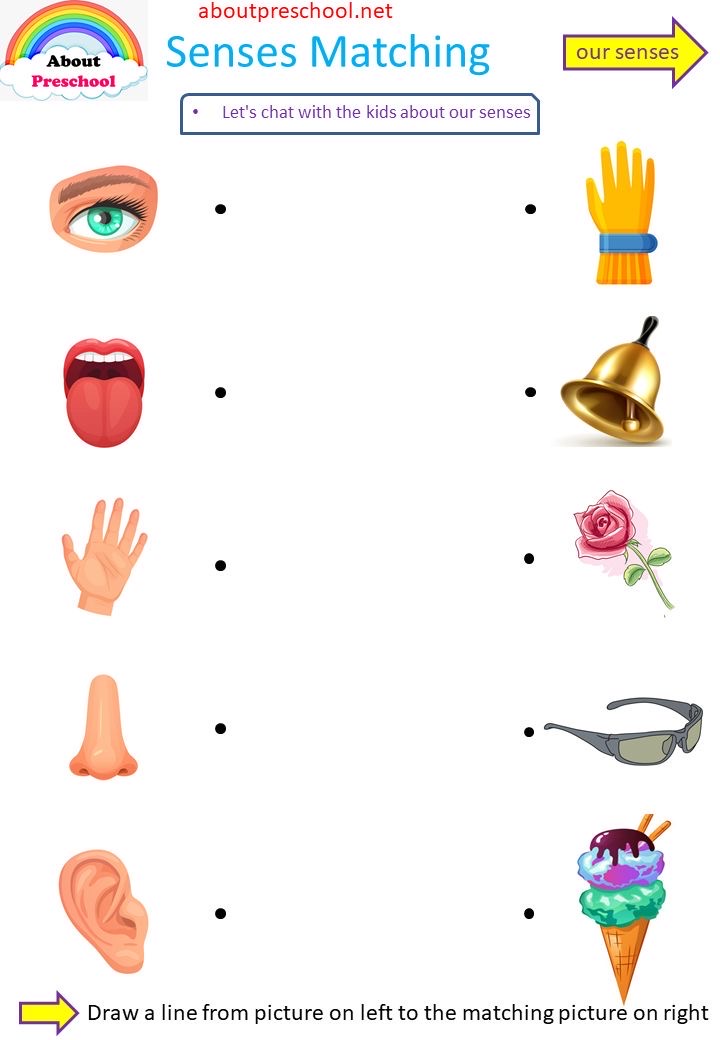 aboutpreschool.net
About
Preschool
Senses Matching
our senses
• Let's chat with the kids about our senses
Draw a line from picture on left to the matching picture on right